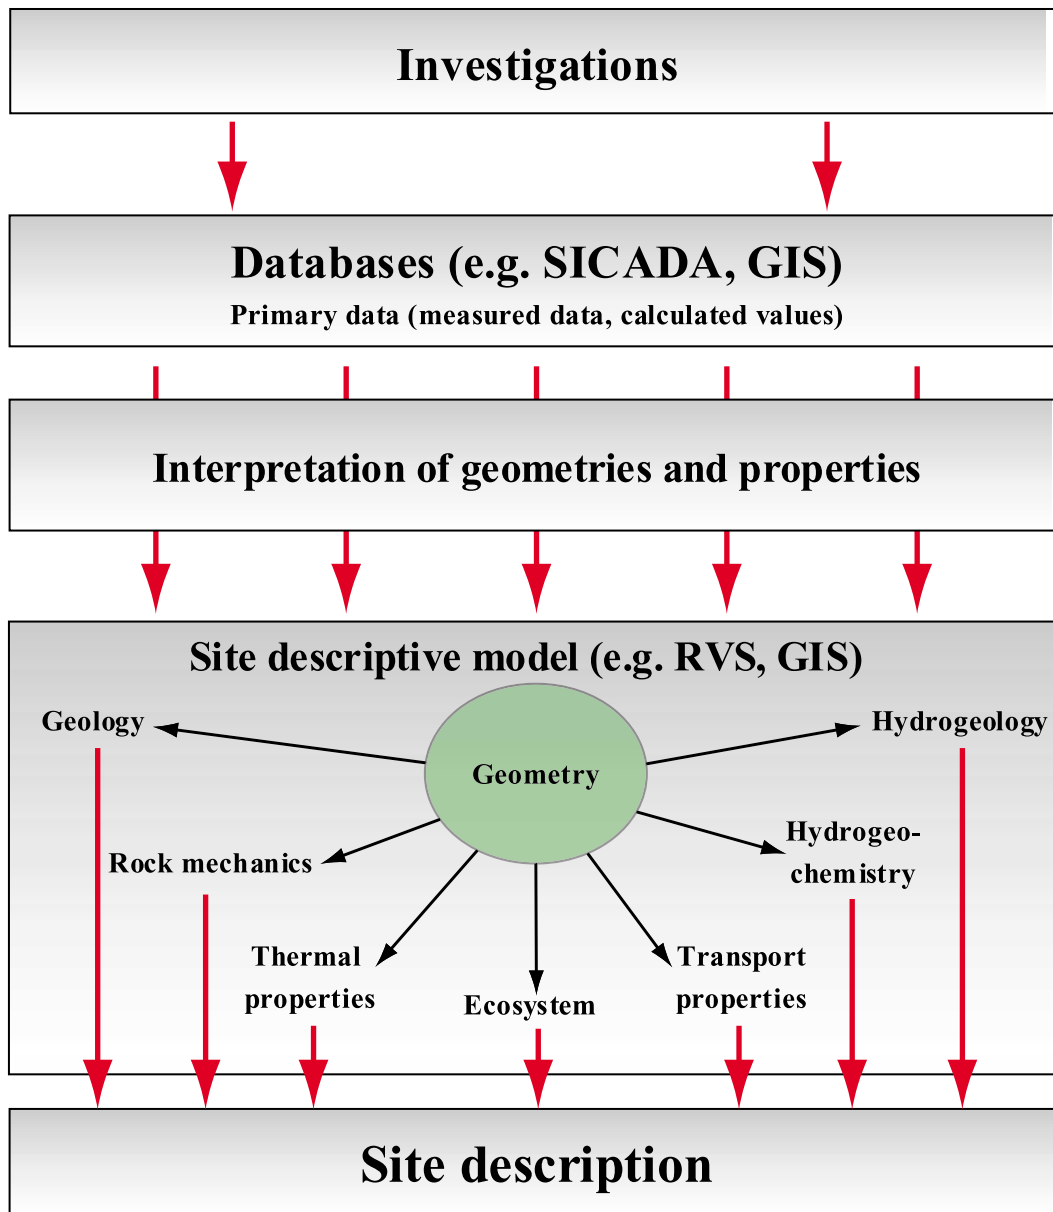 Investigations
Databases (e.g. SICADA, GIS)
Primary data (measured data, calculated values)
Interpretation of geometries and properties
Site descriptive model (e.g. RVS, GIS)
Geology
Hydrogeology
Geometry
Rock mechanics
Hydrogeo-
chemistry
Thermal
properties
Ecosystem
Transport
properties
Site description